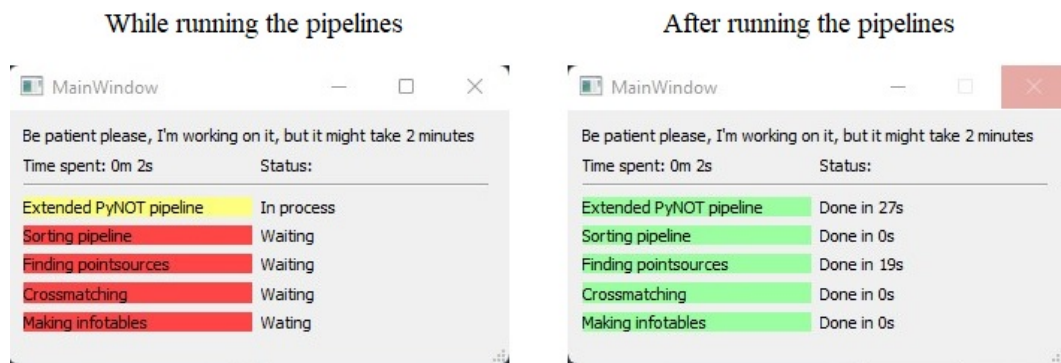 While running the pipelines
After running the pipelines
MainWindow
Be patient please, I'm working on it, but it might take 2 minutes
Time spent: 0m 2s Status:
Extended PyNOT pipeline In process
Sorting pipeline Waiting
Finding pointsources Waiting
Crossmatching Waiting
Making infotables Wating
MainWindow
Be patient please, I'm working on it, but it might take 2 minutes
Time spent: 0m 2s Status:
Extended PyNOT pipeline Done in 27s
Sorting pipeline Done in 0s
Finding pointsources Done in 19s
Crossmatching Done in 0s
Making infotables Done in 0s